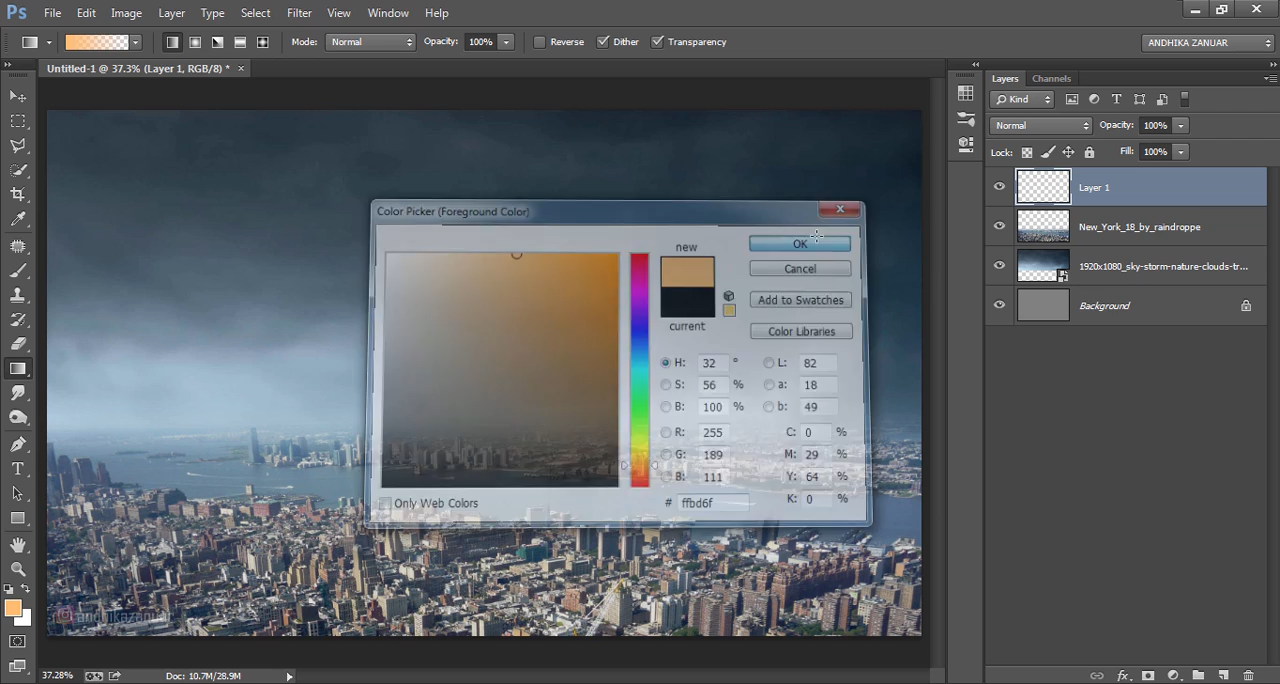 Ps File Edit Image Layer Type Select Filter View Window Help
Mode: Normal Opacity: 100% Reverse Dither Transparency ANDHIKA ZANUAR
Untitled-1 @ 37.3% (Layer 1, RGB/8) * ×
Layers Channels
Kind
Normal Opacity: 100%
Lock: Fill: 100%
Layer 1
New_York_18_by_raindroppe
1920x1080_sky-storm-nature-clouds-tr...
Background
Color Picker (Foreground Color)
new
current
OK
Cancel
Add to Swatches
Color Libraries
H: 32 ° L: 82
S: 56 % a: 18
B: 100 % b: 49
R: 255 C: 0 %
G: 189 M: 29 %
B: 111 Y: 64 %
K: 0 %
Only Web Colors # ffbd6f
andhikazanuar
37.28% Doc: 10.7M/28.9M